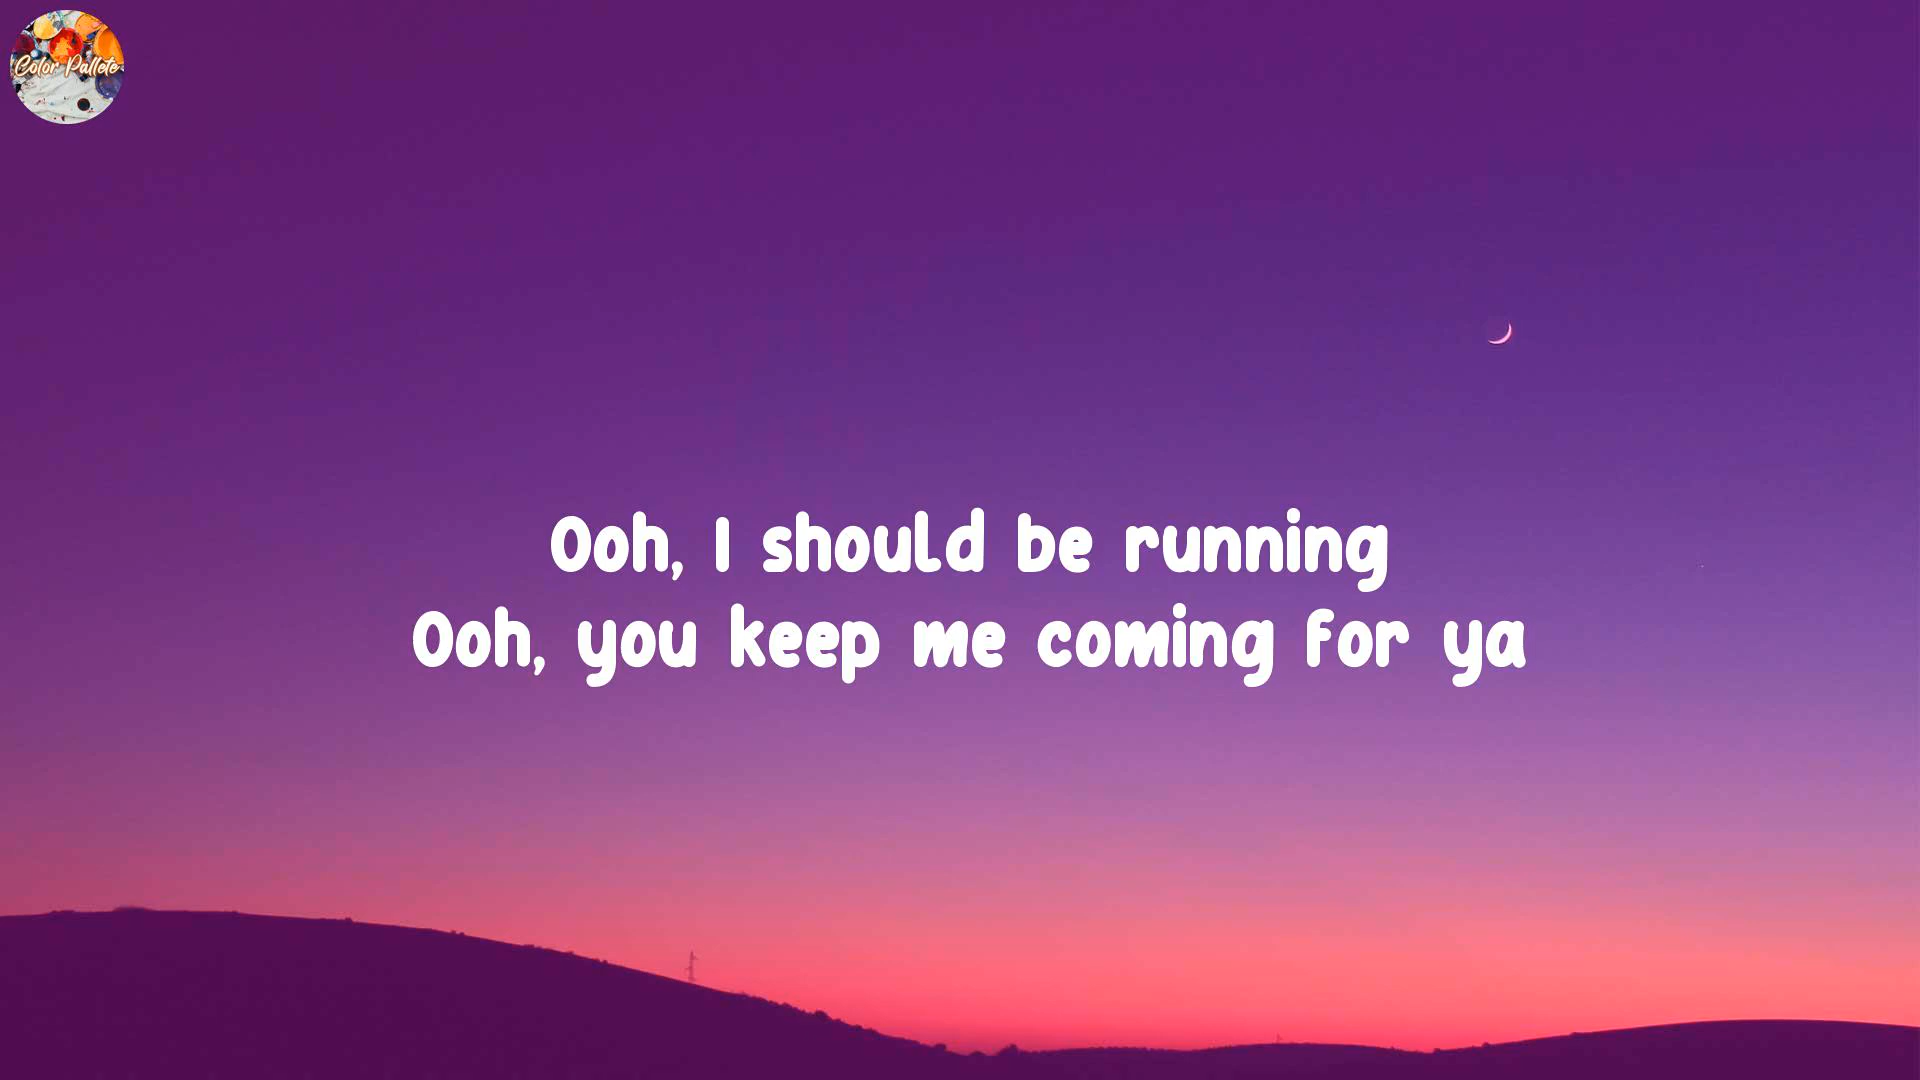 Color Pallete
Ooh, I should be running
Ooh, you keep me coming for ya